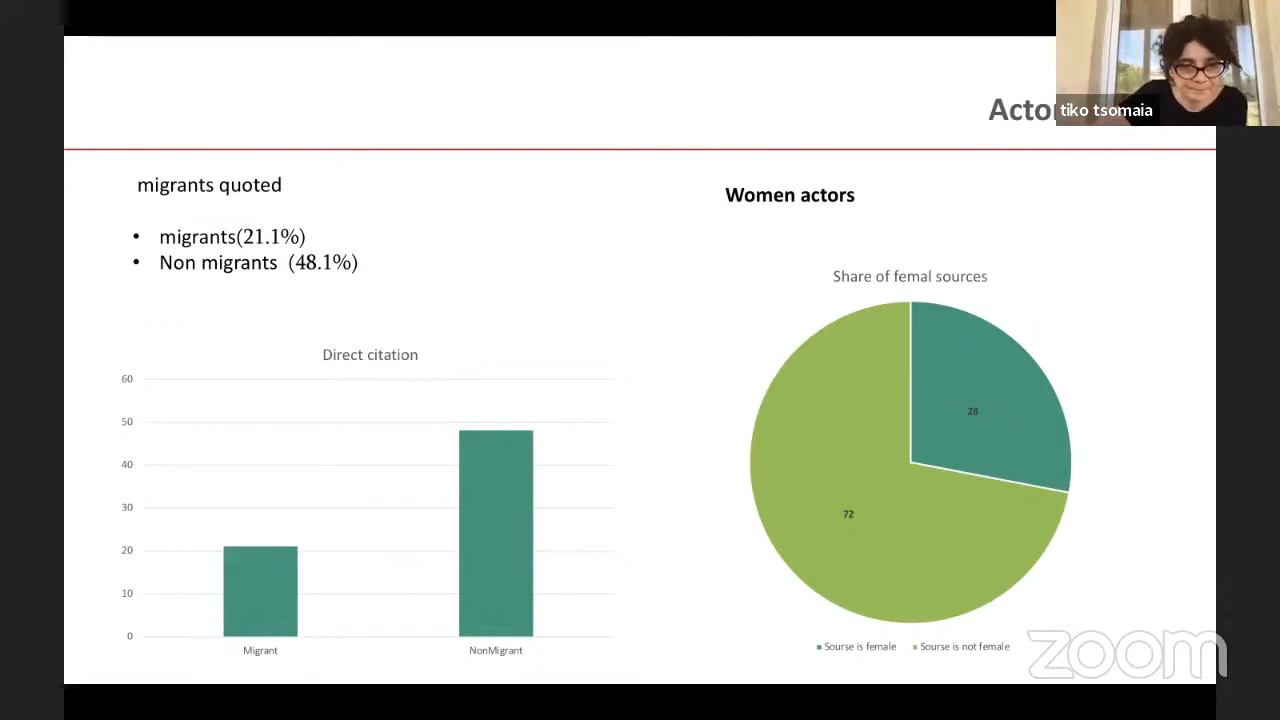 Actor
tiko tsomaia
migrants quoted
• migrants(21.1%)
• Non migrants (48.1%)
Women actors
Share of femal sources
28
72
Sourse is female
Sourse is not female
Direct citation
60
50
40
30
20
10
0
Migrant
NonMigrant
zoom